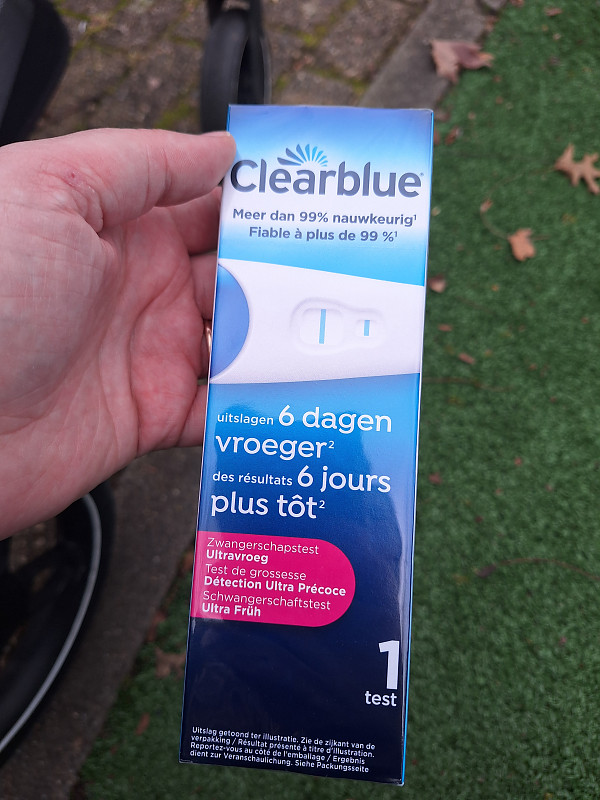 Clearblue®
Meer dan 99% nauwkeurig¹
Fiable à plus de 99 %¹
uitslagen 6 dagen
vroeger²
des résultats 6 jours
plus tôt²
Zwangerschapstest
Ultravroeg
Test de grossesse
Détection Ultra Précoce
Schwangerschaftstest
Ultra Früh
1
test
Uitslag getoond ter illustratie. Zie de zijkant van de
verpakking / Résultat présenté à titre d'illustration.
Reportez-vous au côté de l'emballage / Ergebnis
dient zur Veranschaulichung. Siehe Packungsseite